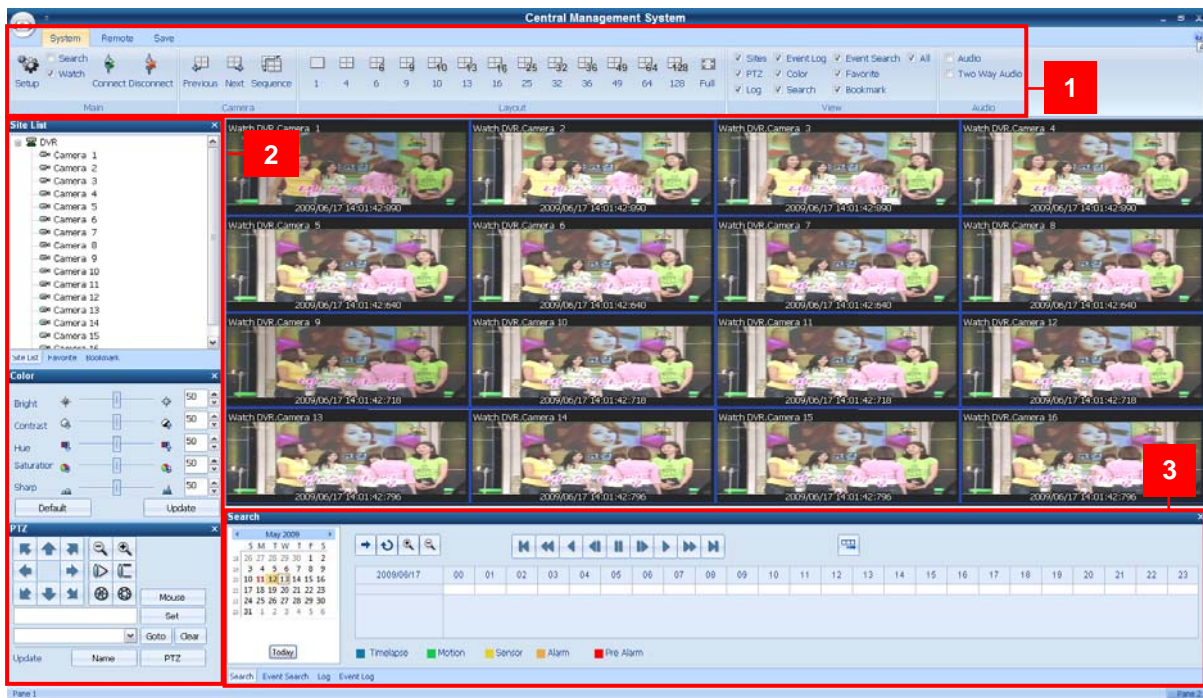 Central Management System
System Remote Save
Search
Watch
Setup Connect Disconnect Previous Next Sequence
1 4 6 9 10 13 16 25 32 36 49 64 128 Full
Sites Event Log Event Search All
PTZ Color Favorite
Log Search Bookmark
Audio
Two Way Audio
Main Camera Layout View Audio
1
Site List
DVR
Camera 1
Camera 2
Camera 3
Camera 4
Camera 5
Camera 6
Camera 7
Camera 8
Camera 9
Camera 10
Camera 11
Camera 12
Camera 13
Camera 14
Camera 15
Camera 16
Site List Favorite Bookmark
2
Color
Bright 50
Contrast 50
Hue 50
Saturation 50
Sharp 50
Default Update
PTZ
Mouse
Set
Goto Clear
Update Name PTZ
Watch DVR.Camera 1 Watch DVR.Camera 2 Watch DVR.Camera 3 Watch DVR.Camera 4
2009/06/17 14:01:42:890 2009/06/17 14:01:42:890 2009/06/17 14:01:42:890 2009/06/17 14:01:42:890
Watch DVR.Camera 5 Watch DVR.Camera 6 Watch DVR.Camera 7 Watch DVR.Camera 8
2009/06/17 14:01:42:640 2009/06/17 14:01:42:640 2009/06/17 14:01:42:640 2009/06/17 14:01:42:640
Watch DVR.Camera 9 Watch DVR.Camera 10 Watch DVR.Camera 11 Watch DVR.Camera 12
2009/06/17 14:01:42:718 2009/06/17 14:01:42:718 2009/06/17 14:01:42:718 2009/06/17 14:01:42:718
Watch DVR.Camera 13 Watch DVR.Camera 14 Watch DVR.Camera 15 Watch DVR.Camera 16
2009/06/17 14:01:42:796 2009/06/17 14:01:42:796 2009/06/17 14:01:42:796 2009/06/17 14:01:42:796
3
Search
May 2009
S M T W T F S
26 27 28 29 30 1 2
3 4 5 6 7 8 9
10 11 12 13 14 15 16
17 18 19 20 21 22 23
24 25 26 27 28 29 30
31 1 2 3 4 5 6
Today
2009/06/17 00 01 02 03 04 05 06 07 08 09 10 11 12 13 14 15 16 17 18 19 20 21 22 23
Timelapse Motion Sensor Alarm Pre Alarm
Search Event Search Log Event Log
Pane 1 Pane 2